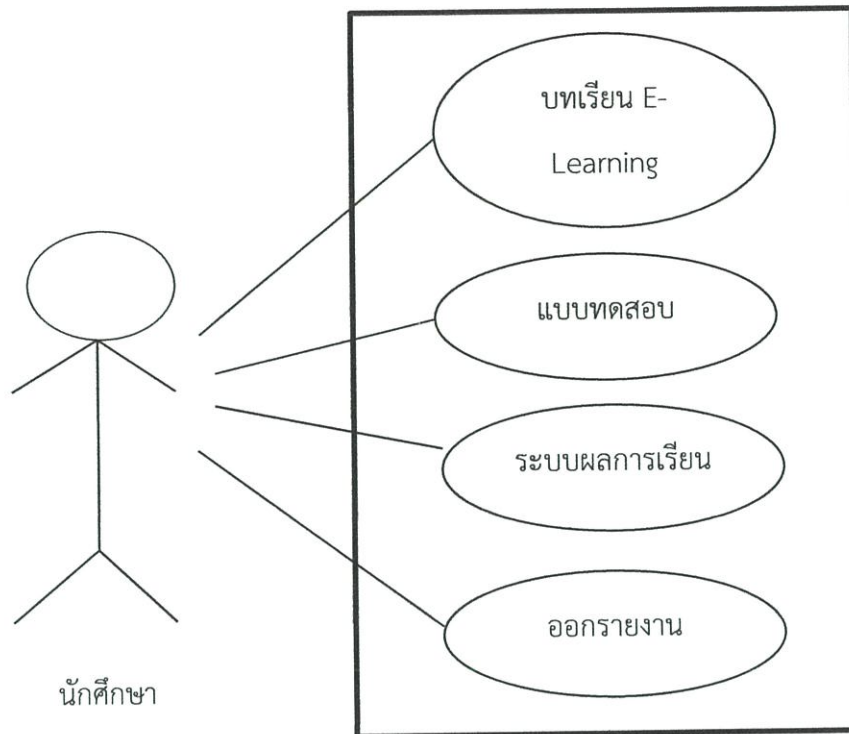 บทเรียน E-
Learning
แบบทดสอบ
ระบบผลการเรียน
ออกรายงาน
นักศึกษา